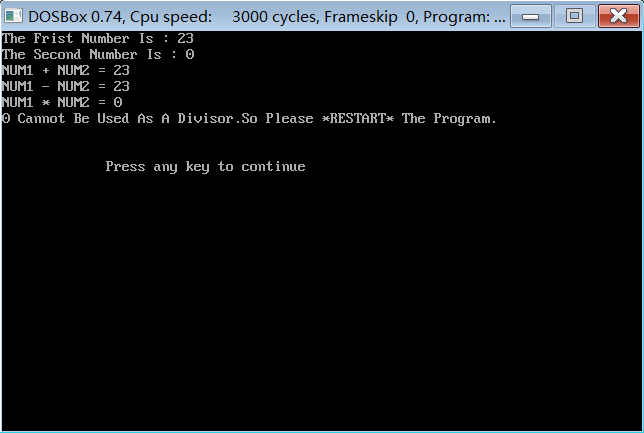 DOSBox 0.74, Cpu speed: 3000 cycles, Frameskip 0, Program: ...
The Frist Number Is : 23
The Second Number Is : 0
NUM1 + NUM2 = 23
NUM1 - NUM2 = 23
NUM1 * NUM2 = 0
0 Cannot Be Used As A Divisor.So Please *RESTART* The Program.
Press any key to continue